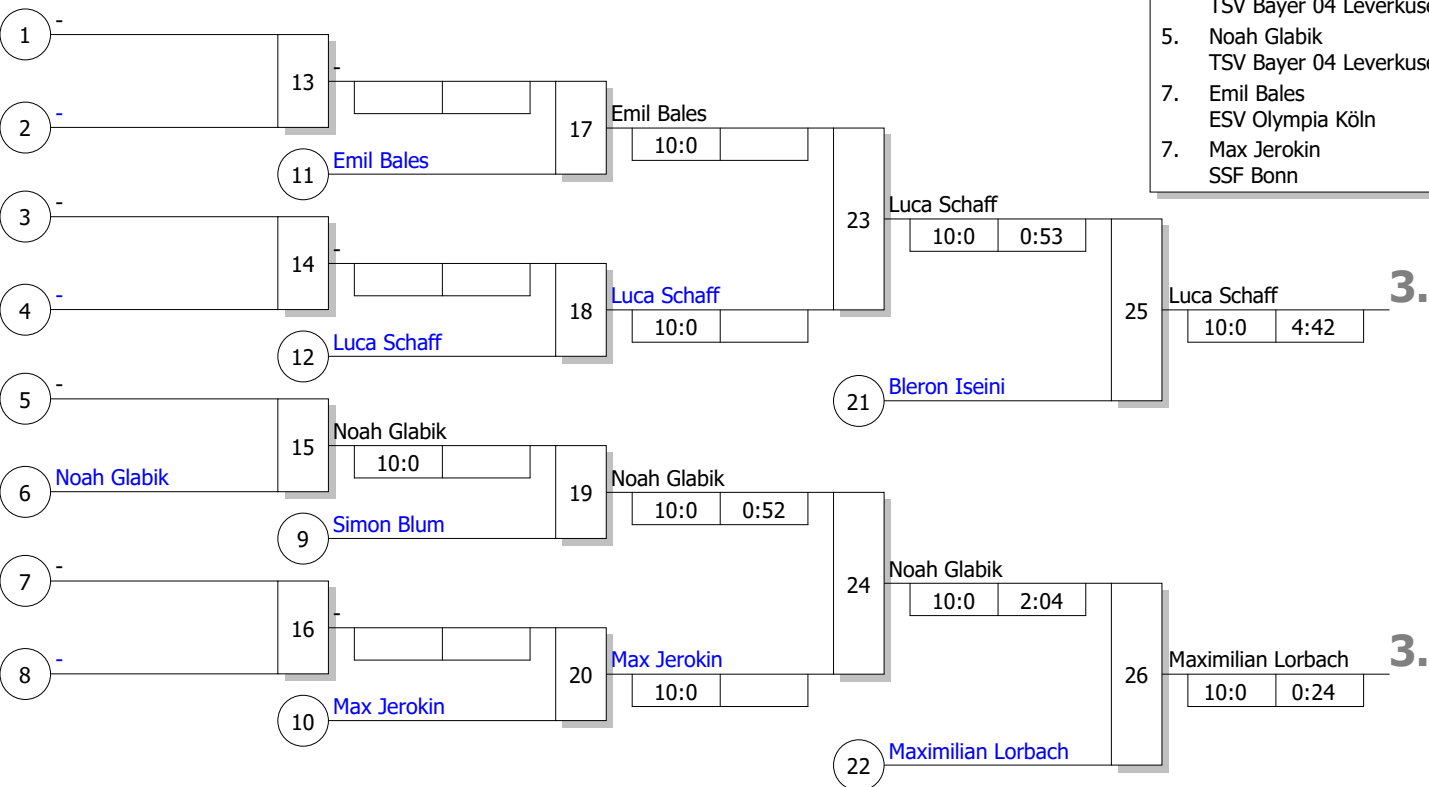 TSV Bayer 04 Leverkuse
5. Noah Glabik
TSV Bayer 04 Leverkuse
7. Emil Bales
ESV Olympia Köln
7. Max Jerokin
SSF Bonn
1 -
2 -
13 -
11 Emil Bales
17 Emil Bales
10:0
3 -
4 -
14 -
12 Luca Schaff
18 Luca Schaff
10:0
23 Luca Schaff
10:0 0:53
21 Bleron Iseini
25 Luca Schaff 3.
10:0 4:42
5 -
6 Noah Glabik
15 Noah Glabik
10:0
9 Simon Blum
19 Noah Glabik
10:0 0:52
7 -
8 -
16 -
10 Max Jerokin
20 Max Jerokin
10:0
24 Noah Glabik
10:0 2:04
22 Maximilian Lorbach
26 Maximilian Lorbach 3.
10:0 0:24